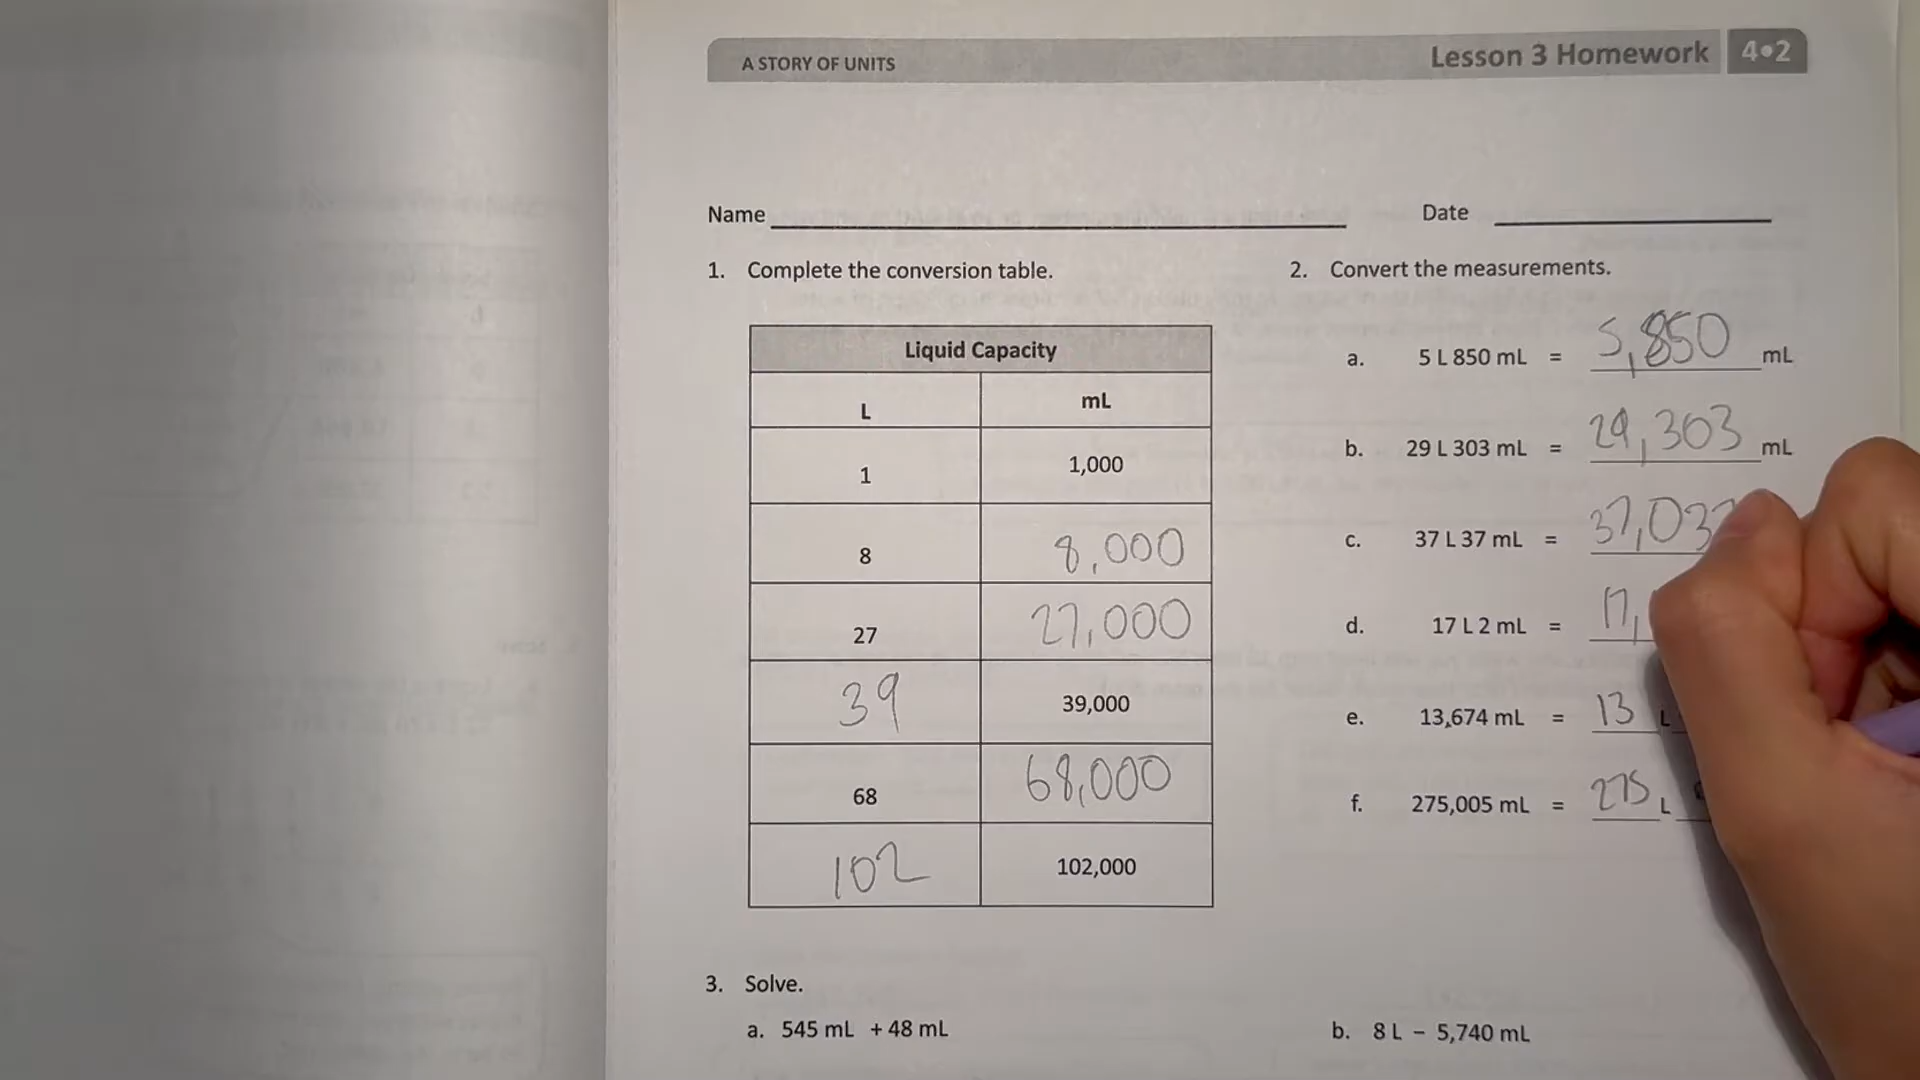 A STORY OF UNITS
Lesson 3 Homework 4•2
Name
Date
1. Complete the conversion table.
Liquid Capacity
L mL
1 1,000
8 8,000
27 27,000
39 39,000
68 68,000
102 102,000
2. Convert the measurements.
a. 5 L 850 mL = 5,850 mL
b. 29 L 303 mL = 29,303 mL
c. 37 L 37 mL =
d. 17 L 2 mL = 17,
e. 13,674 mL = 13 L
f. 275,005 mL = 275 L
3. Solve.
a. 545 mL + 48 mL
b. 8 L – 5,740 mL